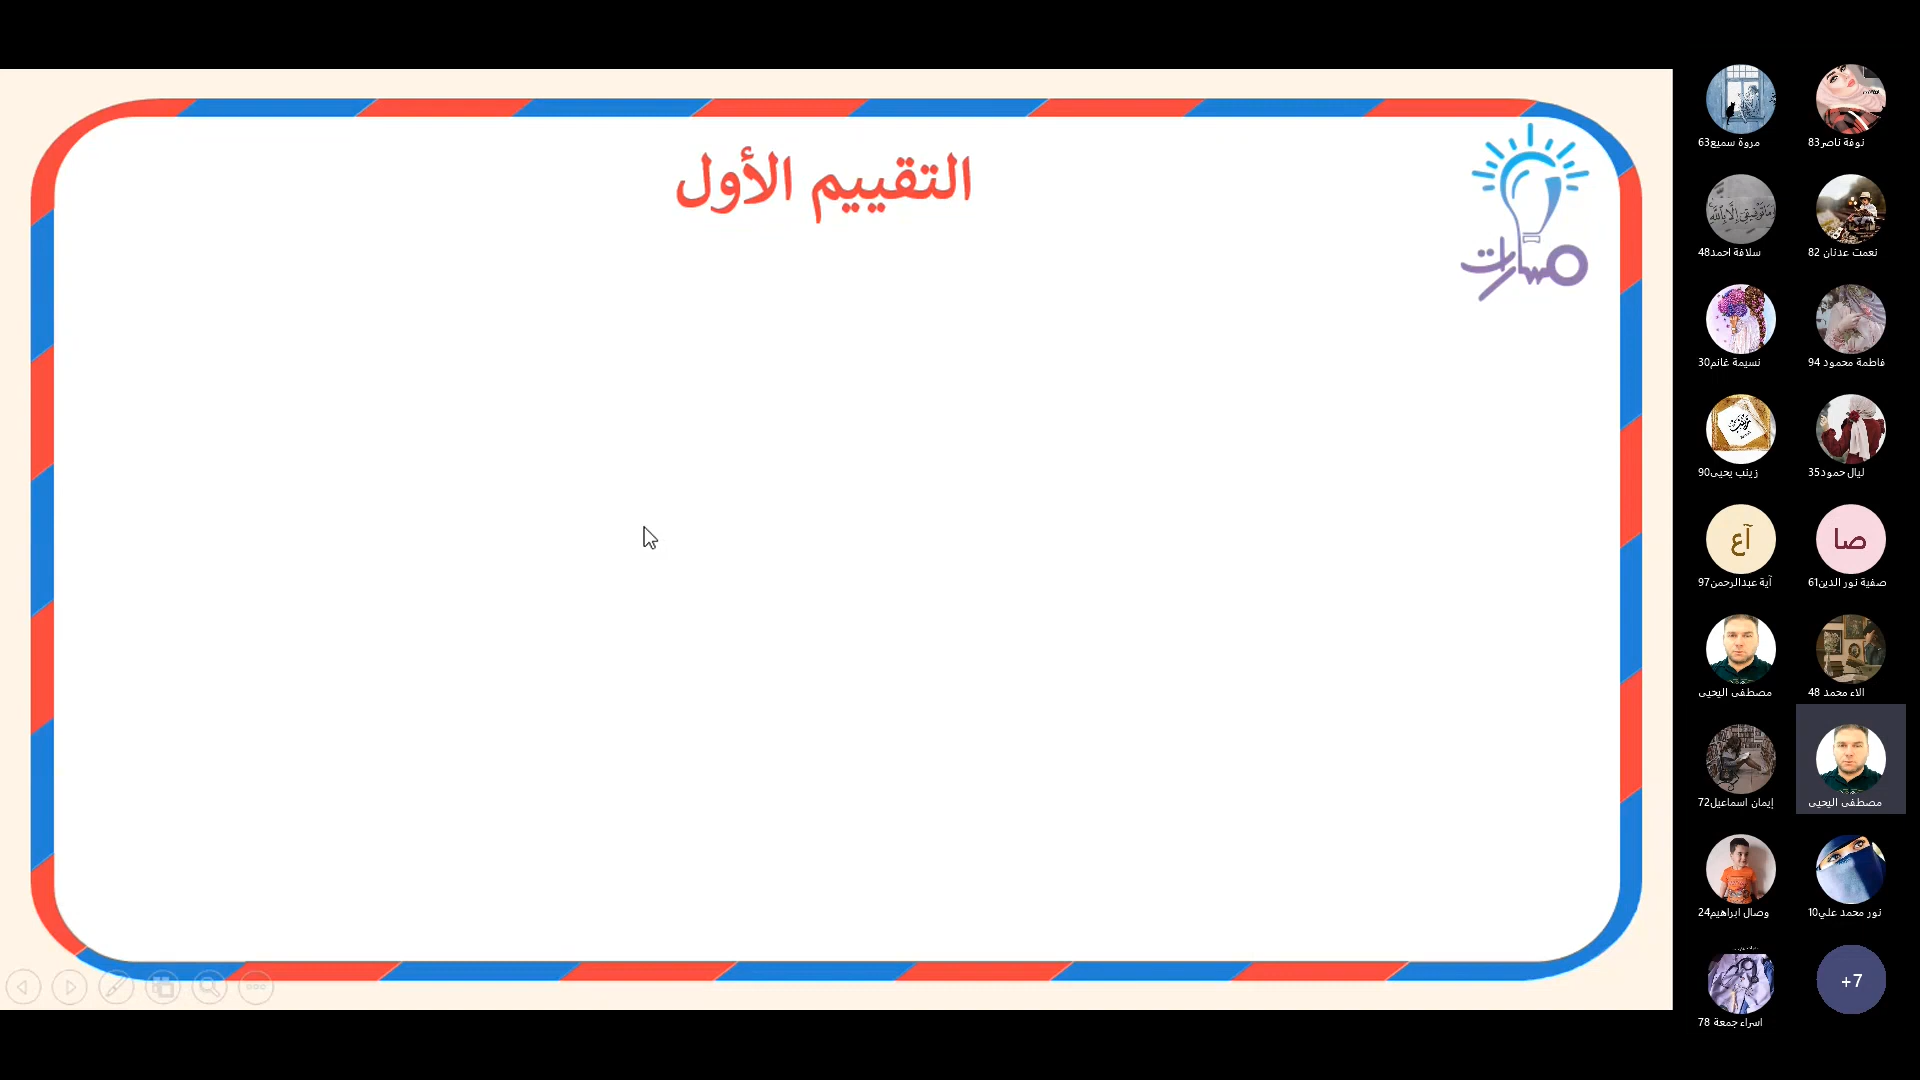 التقييم الأول
مسارات
مروة سميع63
نوفة ناصر83
سلافة احمد48
نعمت عدنان 82
نسيمة غانم30
فاطمة محمود 94
زينب يحيى90
ليال حمود35
آع
صا
آية عبدالرحمن97
صفية نور الدين61
مصطفى اليحيى
الاء محمد 48
إيمان اسماعيل72
مصطفى اليحيى
وصال ابراهيم24
نور محمد علي10
+7
اسراء جمعة 78